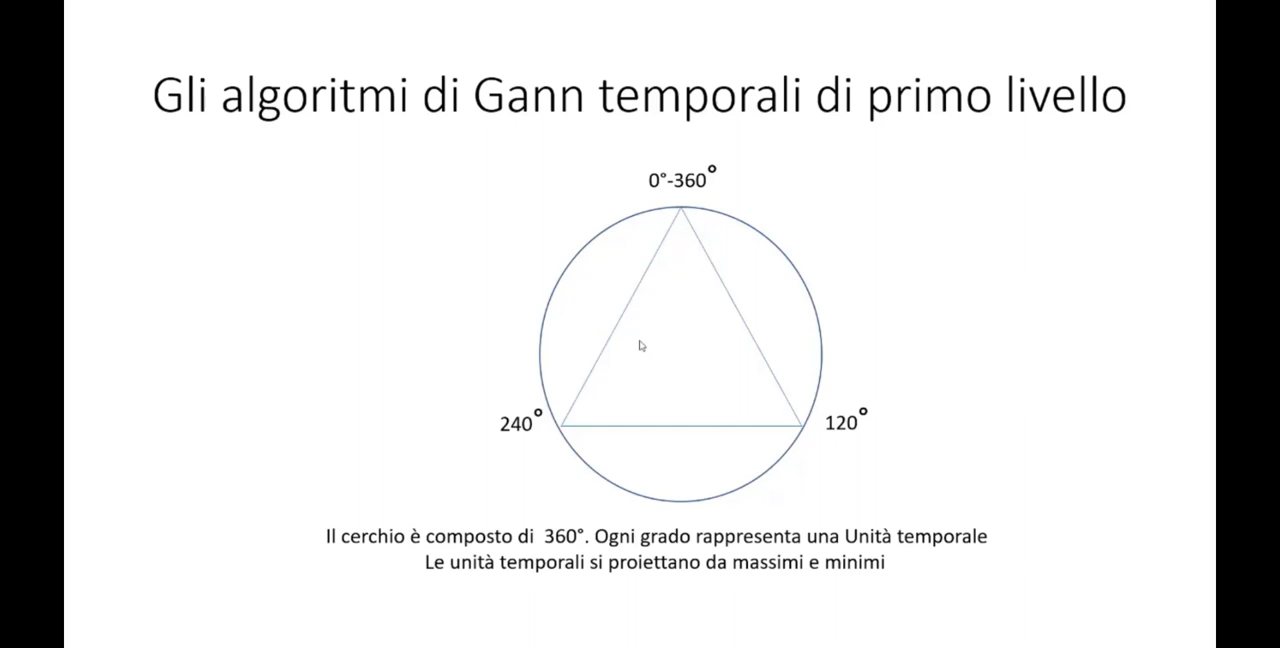 Gli algoritmi di Gann temporali di primo livello
0°-360°
240°
120°
Il cerchio è composto di  360°. Ogni grado rappresenta una Unità temporale
Le unità temporali si proiettano da massimi e minimi